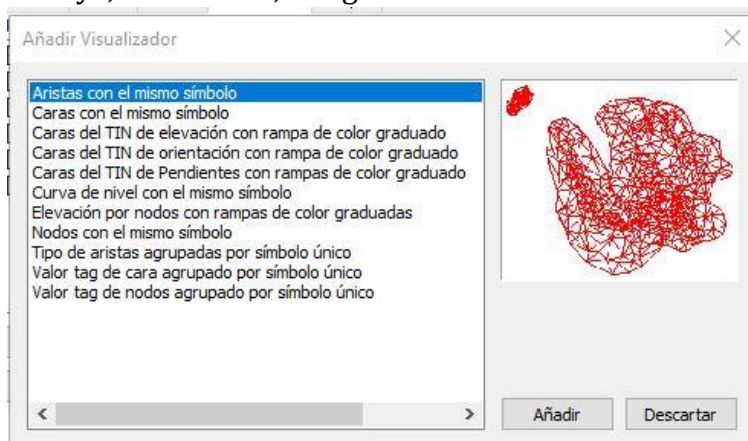 Añadir Visualizador
Aristas con el mismo símbolo
Caras con el mismo símbolo
Caras del TIN de elevación con rampa de color graduado
Caras del TIN de orientación con rampa de color graduado
Caras del TIN de Pendientes con rampas de color graduado
Curva de nivel con el mismo símbolo
Elevación por nodos con rampas de color graduadas
Nodos con el mismo símbolo
Tipo de aristas agrupadas por símbolo único
Valor tag de cara agrupado por símbolo único
Valor tag de nodos agrupado por símbolo único
Añadir
Descartar